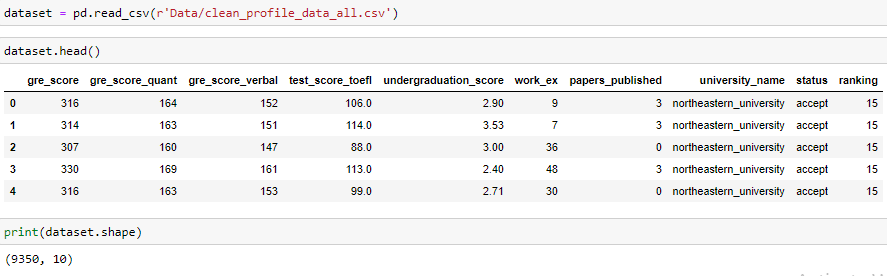 dataset = pd.read_csv(r'Data/clean_profile_data_all.csv')
dataset.head()
gre_score gre_score_quant gre_score_verbal test_score_toefl undergraduation_score work_ex papers_published university_name status ranking
0 316 164 152 106.0 2.90 9 3 northeastern_university accept 15
1 314 163 151 114.0 3.53 7 3 northeastern_university accept 15
2 307 160 147 88.0 3.00 36 0 northeastern_university accept 15
3 330 169 161 113.0 2.40 48 3 northeastern_university accept 15
4 316 163 153 99.0 2.71 30 0 northeastern_university accept 15
print(dataset.shape)
(9350, 10)